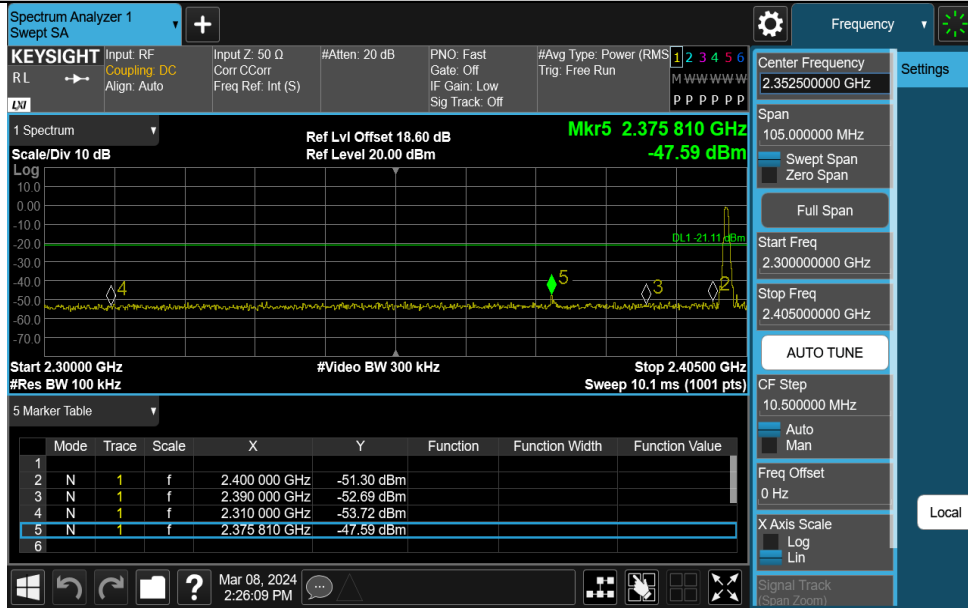 Spectrum Analyzer 1
Swept SA
+
Frequency
KEYSIGHT
R L
LXI
Input: RF
Coupling: DC
Align: Auto
Input Z: 50 Ω
Corr CCorr
Freq Ref: Int (S)
#Atten: 20 dB
PNO: Fast
Gate: Off
IF Gain: Low
Sig Track: Off
#Avg Type: Power (RMS
Trig: Free Run
1 2 3 4 5 6
M W W W W W
P P P P P P
1 Spectrum
Scale/Div 10 dB
Ref Lvl Offset 18.60 dB
Ref Level 20.00 dBm
Mkr5 2.375 810 GHz
-47.59 dBm
Log
10.0
0.00
-10.0
-20.0
-30.0
-40.0
-50.0
-60.0
-70.0
DL1 -21.11 dBm
4
5
3
2
Start 2.30000 GHz
#Res BW 100 kHz
#Video BW 300 kHz
Stop 2.40500 GHz
Sweep 10.1 ms (1001 pts)
5 Marker Table
Mode Trace Scale X Y Function Function Width Function Value
1
2 N 1 f 2.400 000 GHz -51.30 dBm
3 N 1 f 2.390 000 GHz -52.69 dBm
4 N 1 f 2.310 000 GHz -53.72 dBm
5 N 1 f 2.375 810 GHz -47.59 dBm
6
?
Mar 08, 2024
2:26:09 PM
Center Frequency
2.352500000 GHz
Span
105.000000 MHz
Swept Span
Zero Span
Full Span
Start Freq
2.300000000 GHz
Stop Freq
2.405000000 GHz
AUTO TUNE
CF Step
10.500000 MHz
Auto
Man
Freq Offset
0 Hz
X Axis Scale
Log
Lin
Signal Track
(Span Zoom)
Settings
Local